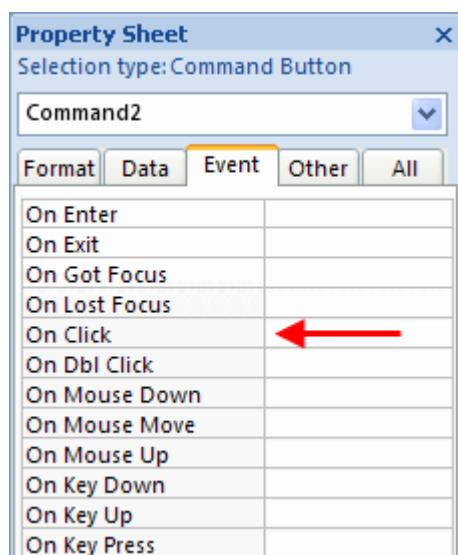 Property Sheet
Selection type: Command Button
Command2
Format Data Event Other All
On Enter
On Exit
On Got Focus
On Lost Focus
On Click
On Dbl Click
On Mouse Down
On Mouse Move
On Mouse Up
On Key Down
On Key Up
On Key Press